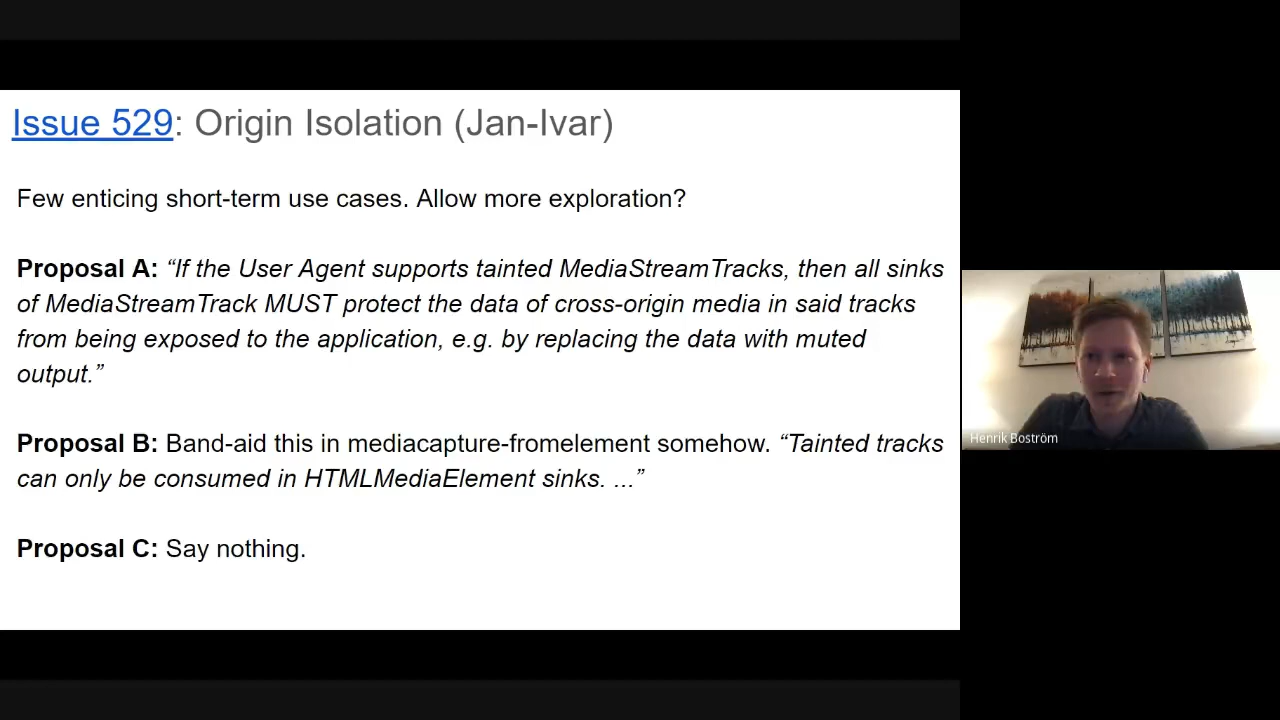 Issue 529: Origin Isolation (Jan-Ivar)
Few enticing short-term use cases. Allow more exploration?
Proposal A: “If the User Agent supports tainted MediaStreamTracks, then all sinks
of MediaStreamTrack MUST protect the data of cross-origin media in said tracks
from being exposed to the application, e.g. by replacing the data with muted
output.”
Proposal B: Band-aid this in mediacapture-fromelement somehow. “Tainted tracks
can only be consumed in HTMLMediaElement sinks. ...”
Proposal C: Say nothing.
Henrik Boström